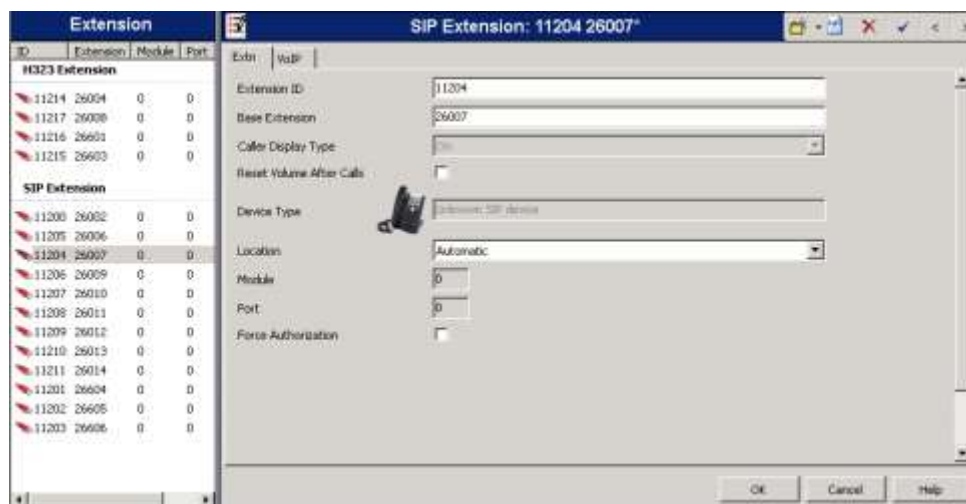 Extension
ID Extension Module Port
H323 Extension
11214 26004 0 0
11217 26008 0 0
11216 26601 0 0
11215 26603 0 0
SIP Extension
11200 26002 0 0
11205 26006 0 0
11204 26007 0 0
11206 26009 0 0
11207 26010 0 0
11208 26011 0 0
11209 26012 0 0
11210 26013 0 0
11211 26014 0 0
11201 26604 0 0
11202 26605 0 0
11203 26606 0 0
SIP Extension: 11204 26007*
Extn VoIP
Extension ID 11204
Base Extension 26007
Caller Display Type On
Reset Volume After Calls
Device Type Unknown SIP device
Location Automatic
Module 0
Port 0
Force Authorization
OK Cancel Help